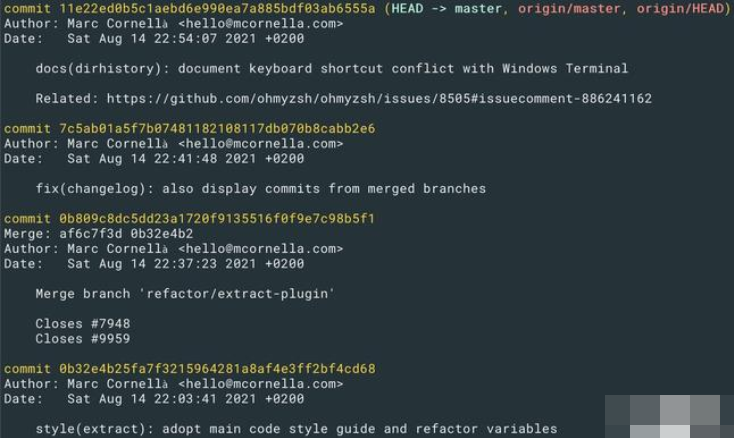 commit 11e22ed0b5c1aebd6e990ea7a885bdf03ab6555a (HEAD -> master, origin/master, origin/HEAD)
Author: Marc Cornellà <hello@mcornella.com>
Date:   Sat Aug 14 22:54:07 2021 +0200
docs(dirhistory): document keyboard shortcut conflict with Windows Terminal
Related: https://github.com/ohmyzsh/ohmyzsh/issues/8505#issuecomment-886241162
commit 7c5ab01a5f7b07481182108117db070b8cabb2e6
Author: Marc Cornellà <hello@mcornella.com>
Date:   Sat Aug 14 22:41:48 2021 +0200
fix(changelog): also display commits from merged branches
commit 0b809c8dc5dd23a1720f9135516f0f9e7c98b5f1
Merge: af6c7f3d 0b32e4b2
Author: Marc Cornellà <hello@mcornella.com>
Date:   Sat Aug 14 22:37:23 2021 +0200
Merge branch 'refactor/extract-plugin'
Closes #7948
Closes #9959
commit 0b32e4b25fa7f3215964281a8af4e3ff2bf4cd68
Author: Marc Cornellà <hello@mcornella.com>
Date:   Sat Aug 14 22:03:41 2021 +0200
style(extract): adopt main code style guide and refactor variables